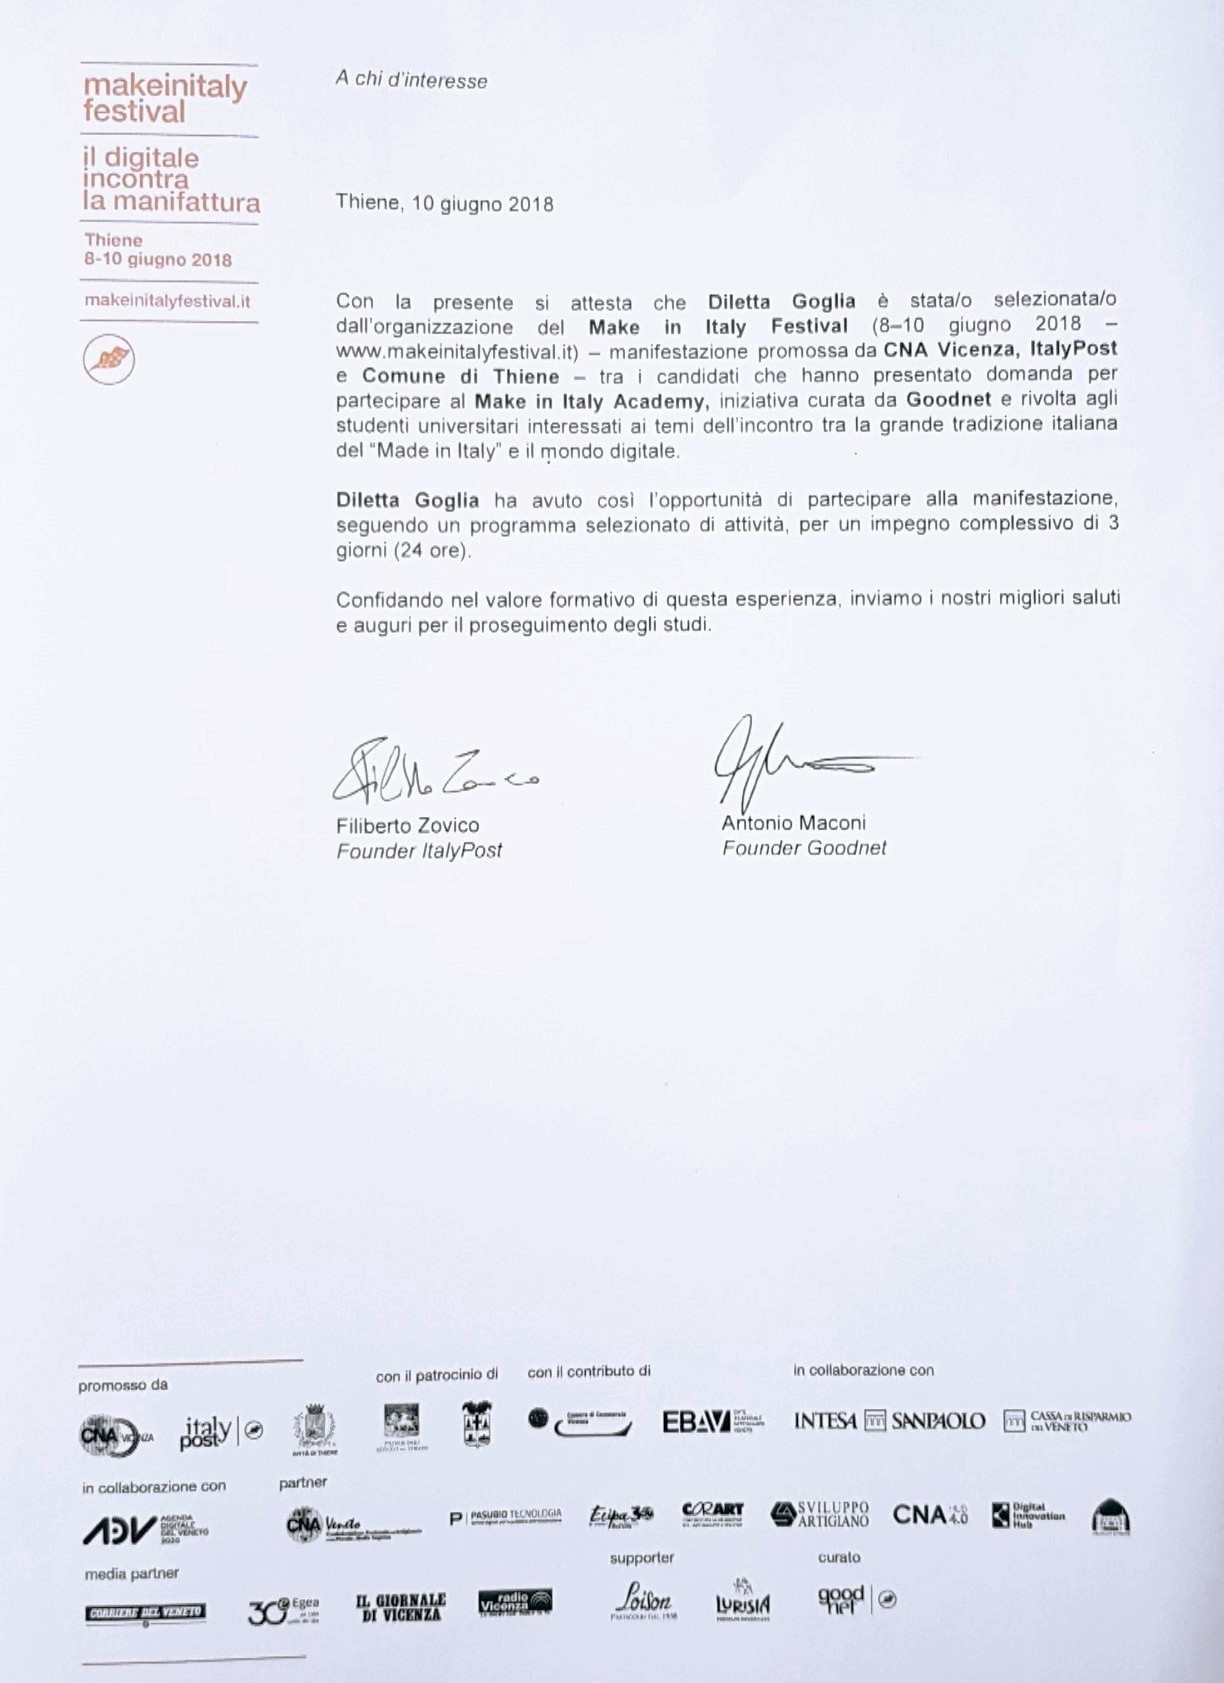 makeinitaly
festival
il digitale
incontra
la manifattura
Thiene
8-10 giugno 2018
makeinitalyfestival.it
A chi d'interesse
Thiene, 10 giugno 2018
Con la presente si attesta che Diletta Goglia è stata/o selezionata/o
dall'organizzazione del Make in Italy Festival (8–10 giugno 2018 –
www.makeinitalyfestival.it) – manifestazione promossa da CNA Vicenza, ItalyPost
e Comune di Thiene – tra i candidati che hanno presentato domanda per
partecipare al Make in Italy Academy, iniziativa curata da Goodnet e rivolta agli
studenti universitari interessati ai temi dell'incontro tra la grande tradizione italiana
del "Made in Italy" e il mondo digitale.
Diletta Goglia ha avuto così l'opportunità di partecipare alla manifestazione,
seguendo un programma selezionato di attività, per un impegno complessivo di 3
giorni (24 ore).
Confidando nel valore formativo di questa esperienza, inviamo i nostri migliori saluti
e auguri per il proseguimento degli studi.
Filiberto Zovico
Filiberto Zovico
Founder ItalyPost
Antonio Maconi
Founder Goodnet
promosso da
con il patrocinio di
con il contributo di
in collaborazione con
CNA VICENZA
italy
post
CITTÀ DI THIENE
Camera di Commercio
Vicenza
EBAV
INTESA SANPAOLO
CASSA DI RISPARMIO
DEL VENETO
in collaborazione con
partner
ADV
AGENDA
DIGITALE
DEL VENETO
2020
CNA Veneto
P PASUBIO TECNOLOGIA
Ecipa
CORART
SVILUPPO
ARTIGIANO
CNA 4.0
Digital
Innovation
Hub
media partner
supporter
curato
CORRIERE DEL VENETO
30 Egea
IL GIORNALE
DI VICENZA
radio
Vicenza
Loison
LURISIA
good
net